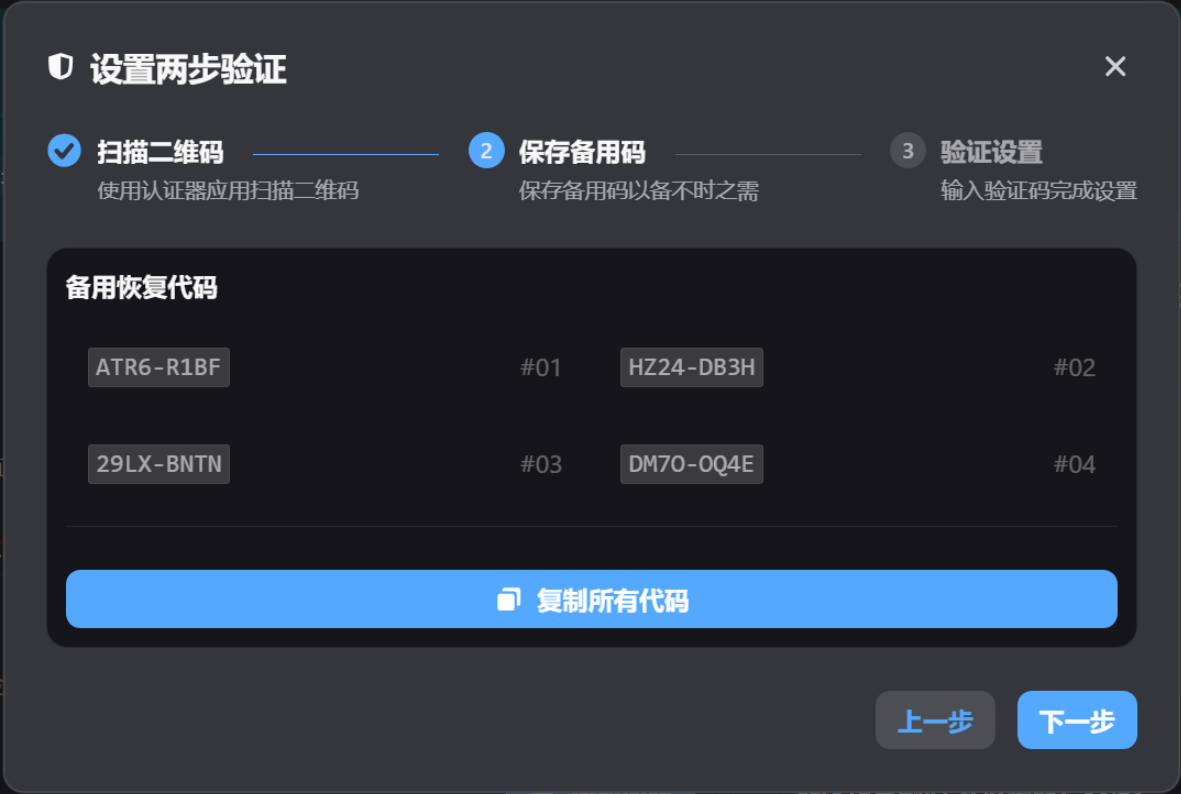 设置两步验证
扫描二维码
使用认证器应用扫描二维码
2 保存备用码
保存备用码以备不时之需
3 验证设置
输入验证码完成设置
备用恢复代码
ATR6-R1BF #01 HZ24-DB3H #02
29LX-BNTN #03 DM7O-OQ4E #04
复制所有代码
上一步 下一步